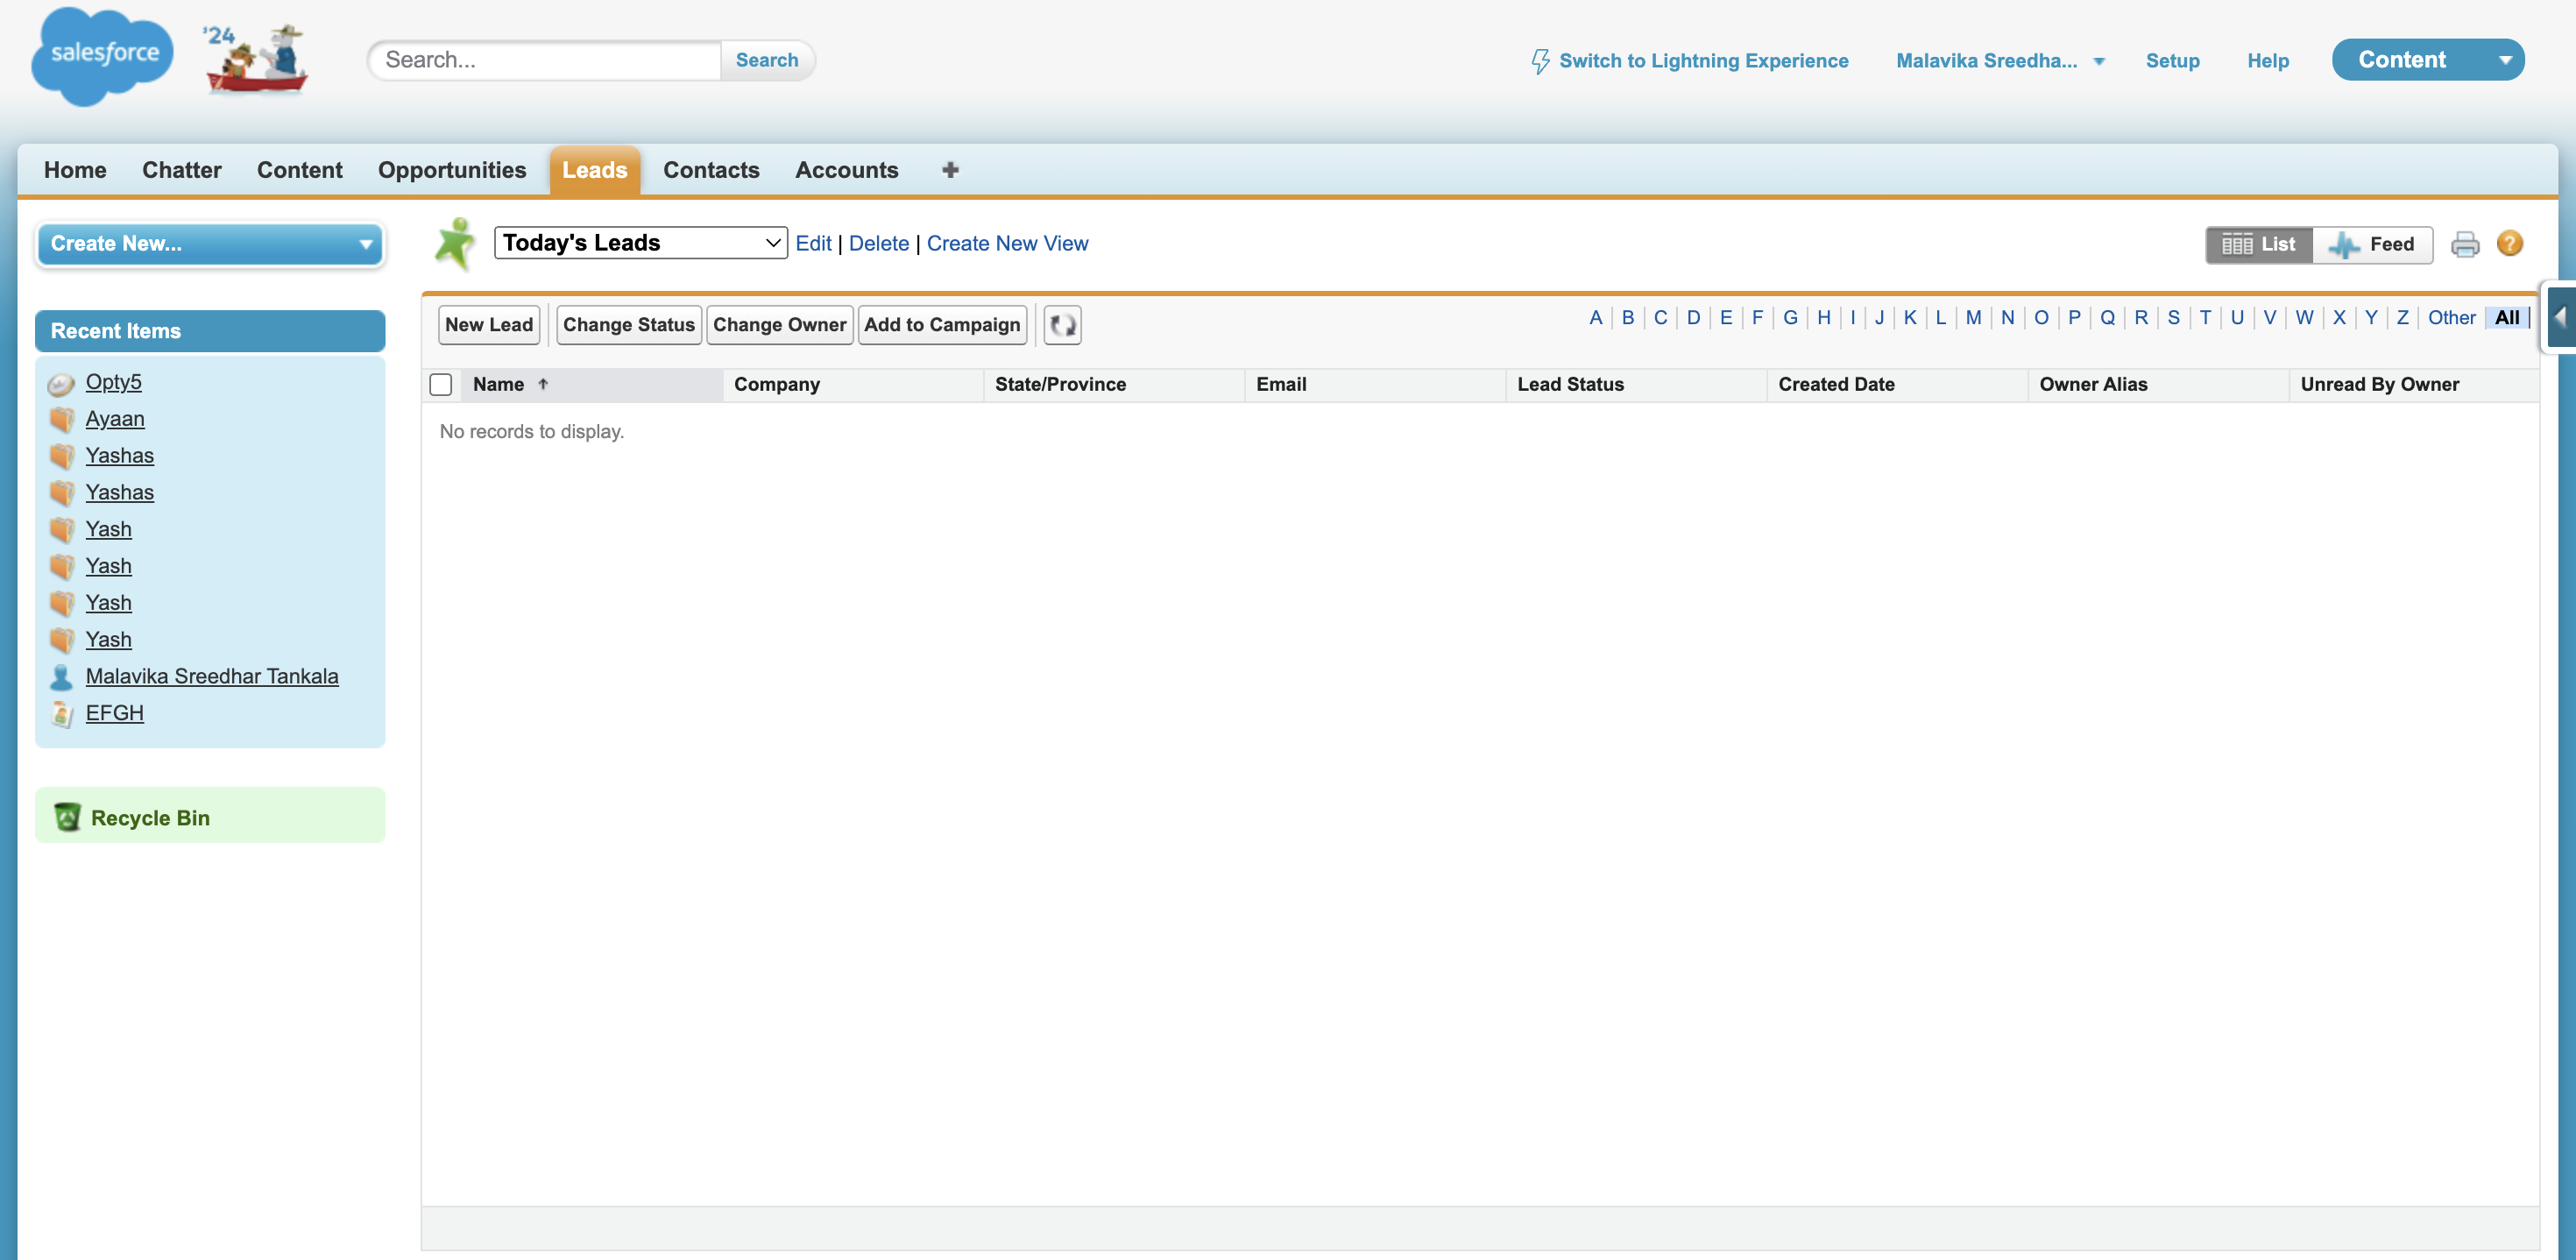 salesforce
'24
Search...
Search
Switch to Lightning Experience
Malavika Sreedha...
Setup
Help
Content
Home
Chatter
Content
Opportunities
Leads
Contacts
Accounts
Create New...
Today's Leads
Edit | Delete | Create New View
List
Feed
?
Recent Items
New Lead
Change Status
Change Owner
Add to Campaign
A | B | C | D | E | F | G | H | I | J | K | L | M | N | O | P | Q | R | S | T | U | V | W | X | Y | Z | Other | All |
Name
Company
State/Province
Email
Lead Status
Created Date
Owner Alias
Unread By Owner
No records to display.
Opty5
Ayaan
Yashas
Yashas
Yash
Yash
Yash
Yash
Malavika Sreedhar Tankala
EFGH
Recycle Bin